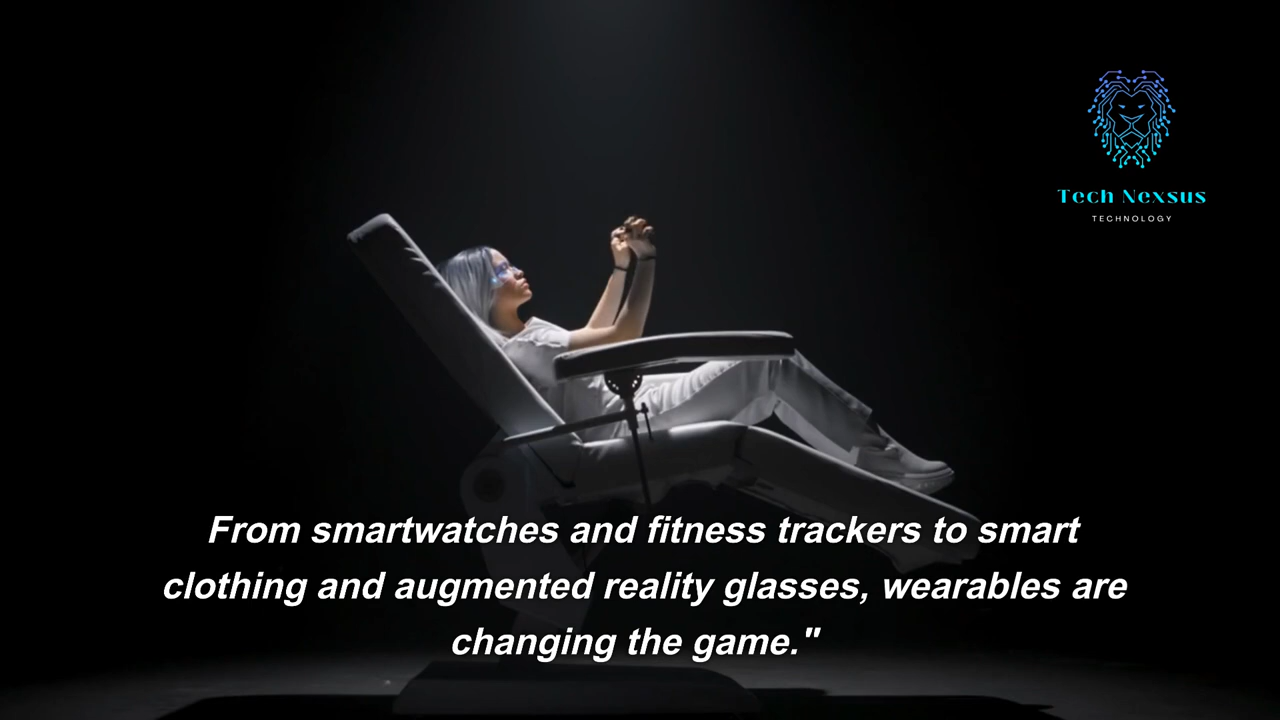 Tech Nexsus
TECHNOLOGY
From smartwatches and fitness trackers to smart
clothing and augmented reality glasses, wearables are
changing the game."